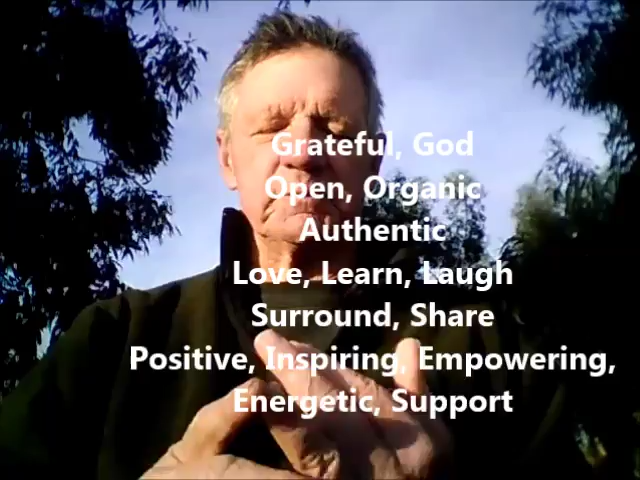 Grateful, God
Open, Organic
Authentic
Love, Learn, Laugh
Surround, Share
Positive, Inspiring, Empowering,
Energetic, Support